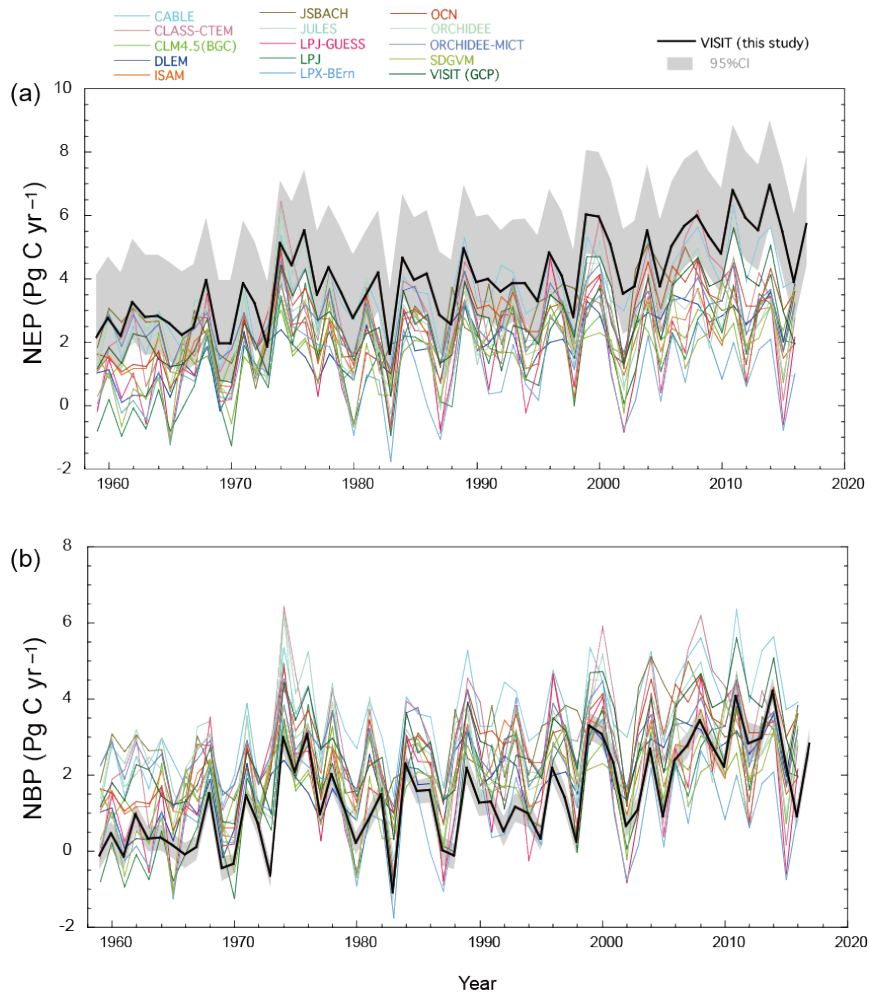 CABLE
CLASS-CTEM
CLM4.5(BGC)
DLEM
ISAM
JSBACH
JULES
LPJ-GUESS
LPJ
LPX-BErn
OCN
ORCHIDEE
ORCHIDEE-MICT
SDGVM
VISIT (GCP)
VISIT (this study)
95%CI
(a)
NEP (Pg C yr⁻¹)
10
8
6
4
2
0
-2
1960
1970
1980
1990
2000
2010
2020
(b)
NBP (Pg C yr⁻¹)
8
6
4
2
0
-2
1960
1970
1980
1990
2000
2010
2020
Year